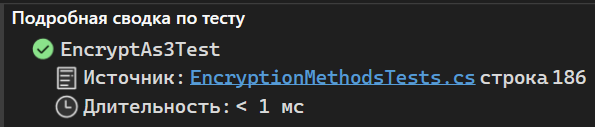 Подробная сводка по тесту
EncryptAs3Test
Источник: EncryptionMethodsTests.cs строка 186
Длительность: < 1 мс